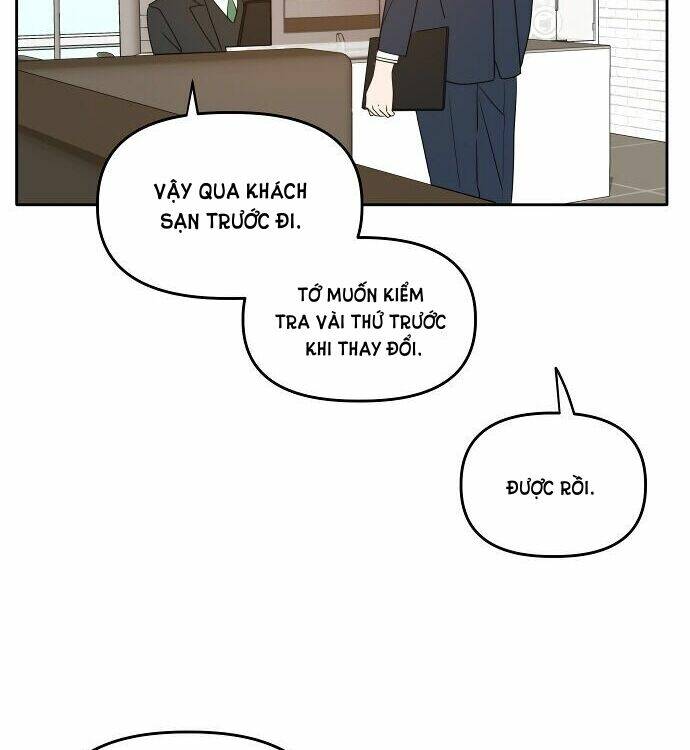 VẬY QUA KHÁCH
SẠN TRƯỚC ĐI.
TỚ MUỐN KIỂM
TRA VÀI THỨ TRƯỚC
KHI THAY ĐỔI.
ĐƯỢC RỒI.